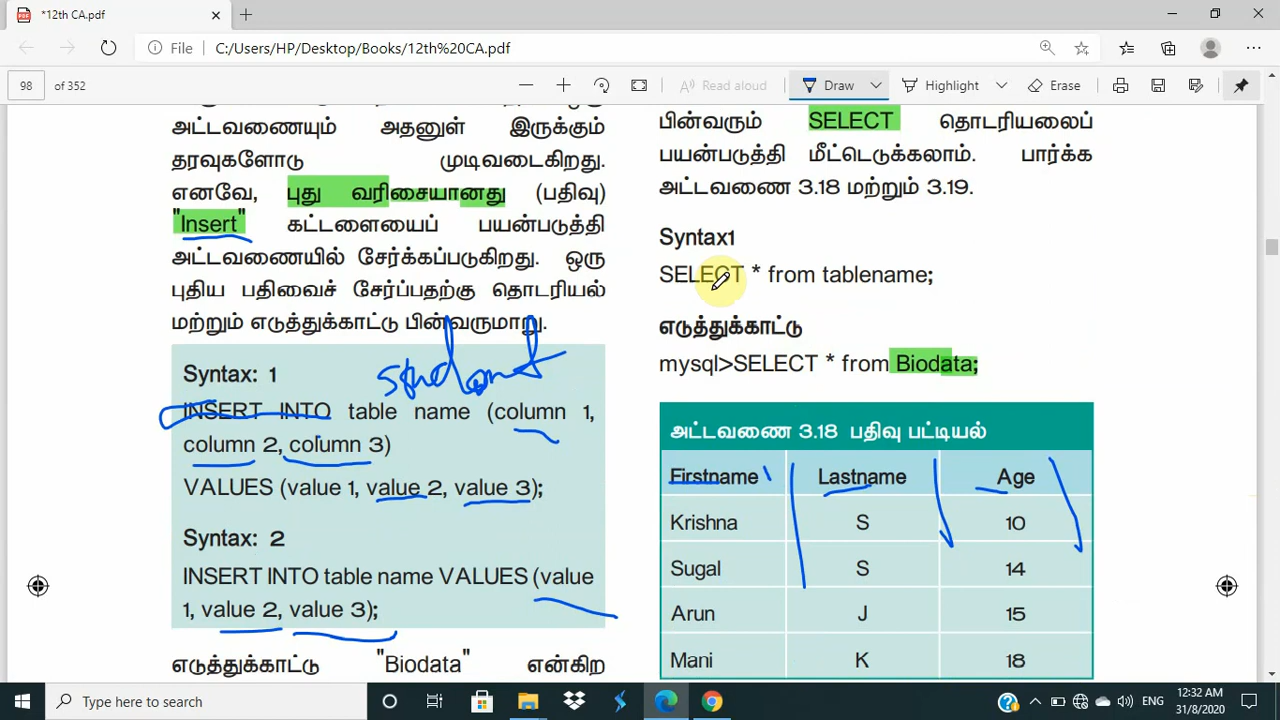 *12th CA.pdf
File C:/Users/HP/Desktop/Books/12th%20CA.pdf
98 of 352 Read aloud Draw Highlight Erase
அட்டவணையும் அதனுள் இருக்கும்
தரவுகளோடு முடிவடைகிறது.
எனவே, புது வரிசையானது (பதிவு)
"Insert" கட்டளையைப் பயன்படுத்தி
அட்டவணையில் சேர்க்கப்படுகிறது. ஒரு
புதிய பதிவைச் சேர்ப்பதற்கு தொடரியல்
மற்றும் எடுத்துக்காட்டு பின்வருமாறு.
Syntax: 1
student
INSERT INTO table name (column 1,
column 2, column 3)
VALUES (value 1, value 2, value 3);
Syntax: 2
INSERT INTO table name VALUES (value
1, value 2, value 3);
எடுத்துக்காட்டு "Biodata" என்கிற
பின்வரும் SELECT தொடரியலைப்
பயன்படுத்தி மீட்டெடுக்கலாம். பார்க்க
அட்டவணை 3.18 மற்றும் 3.19.
Syntax1
SELECT * from tablename;
எடுத்துக்காட்டு
mysql>SELECT * from Biodata;
அட்டவணை 3.18 பதிவு பட்டியல்
Firstname Lastname Age
Krishna S 10
Sugal S 14
Arun J 15
Mani K 18
Type here to search
ENG
12:32 AM
31/8/2020